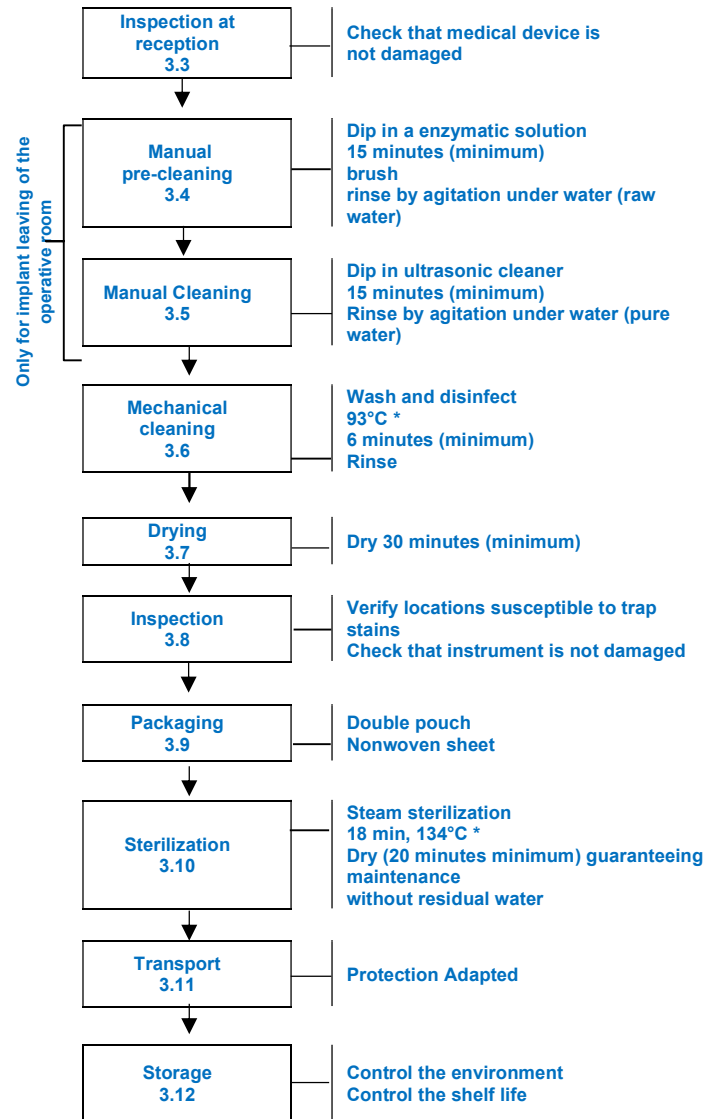 Inspection at
reception
3.3
Check that medical device is
not damaged
Only for implant leaving of the
operative room
Manual
pre-cleaning
3.4
Dip in a enzymatic solution
15 minutes (minimum)
brush
rinse by agitation under water (raw
water)
Manual Cleaning
3.5
Dip in ultrasonic cleaner
15 minutes (minimum)
Rinse by agitation under water (pure
water)
Mechanical
cleaning
3.6
Wash and disinfect
93°C *
6 minutes (minimum)
Rinse
Drying
3.7
Dry 30 minutes (minimum)
Inspection
3.8
Verify locations susceptible to trap
stains
Check that instrument is not damaged
Packaging
3.9
Double pouch
Nonwoven sheet
Sterilization
3.10
Steam sterilization
18 min, 134°C *
Dry (20 minutes minimum) guaranteeing
maintenance
without residual water
Transport
3.11
Protection Adapted
Storage
3.12
Control the environment
Control the shelf life